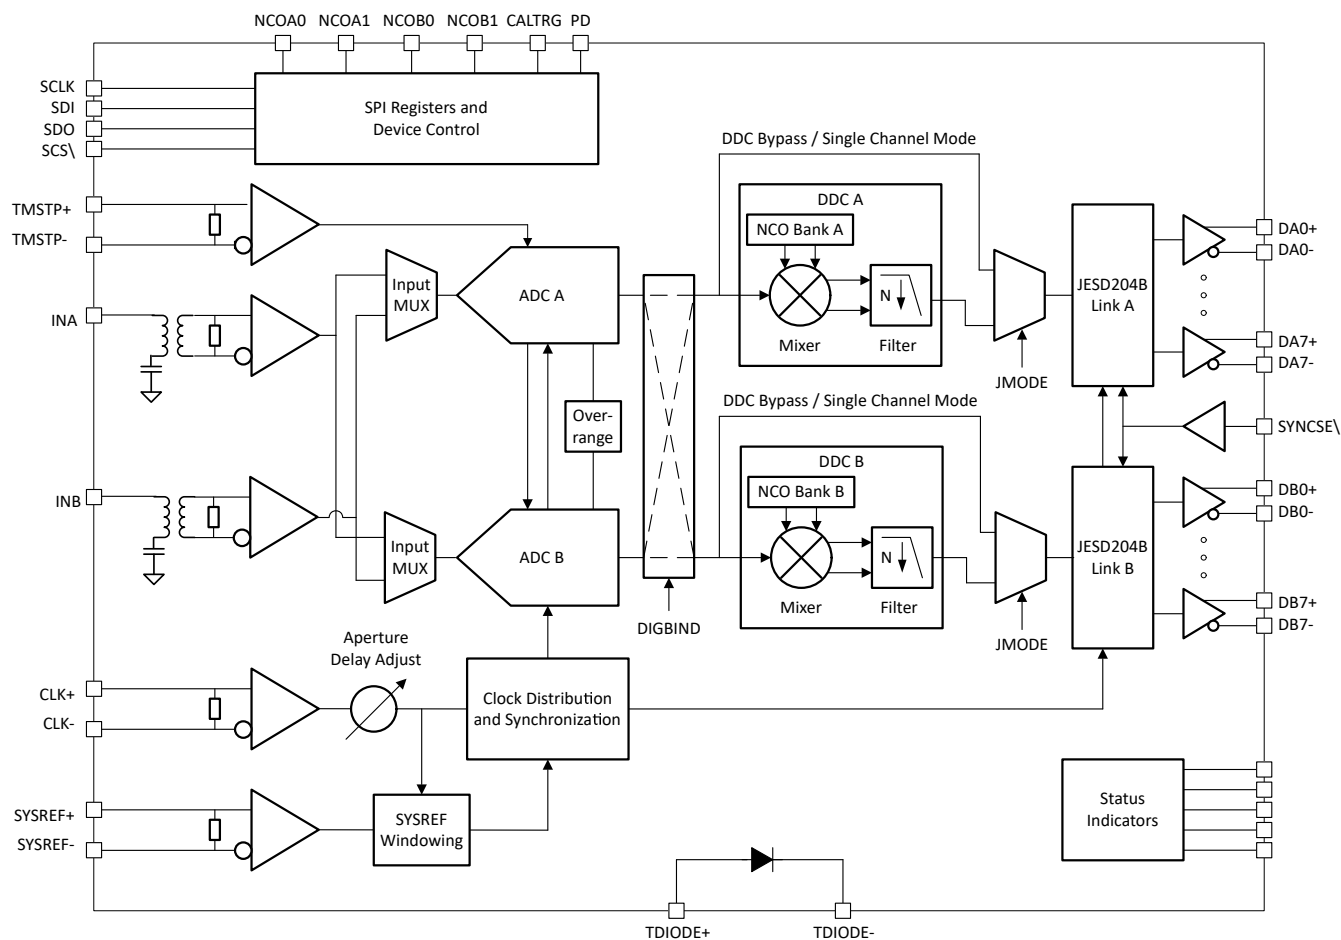 NCOA0 NCOA1 NCOB0 NCOB1 CALTRG PD
SCLK
SDI
SDO
SCS\
SPI Registers and
Device Control
TMSTP+
TMSTP-
INA
INB
Input
MUX
ADC A
Over-
range
Input
MUX
ADC B
DIGBIND
DDC Bypass / Single Channel Mode
DDC A
NCO Bank A
N
Mixer
Filter
JMODE
JESD204B
Link A
DA0+
DA0-
DA7+
DA7-
SYNCSE\
DDC Bypass / Single Channel Mode
DDC B
NCO Bank B
N
Mixer
Filter
JMODE
JESD204B
Link B
DB0+
DB0-
DB7+
DB7-
Aperture
Delay Adjust
CLK+
CLK-
Clock Distribution
and Synchronization
SYSREF+
SYSREF-
SYSREF
Windowing
Status
Indicators
TDIODE+
TDIODE-